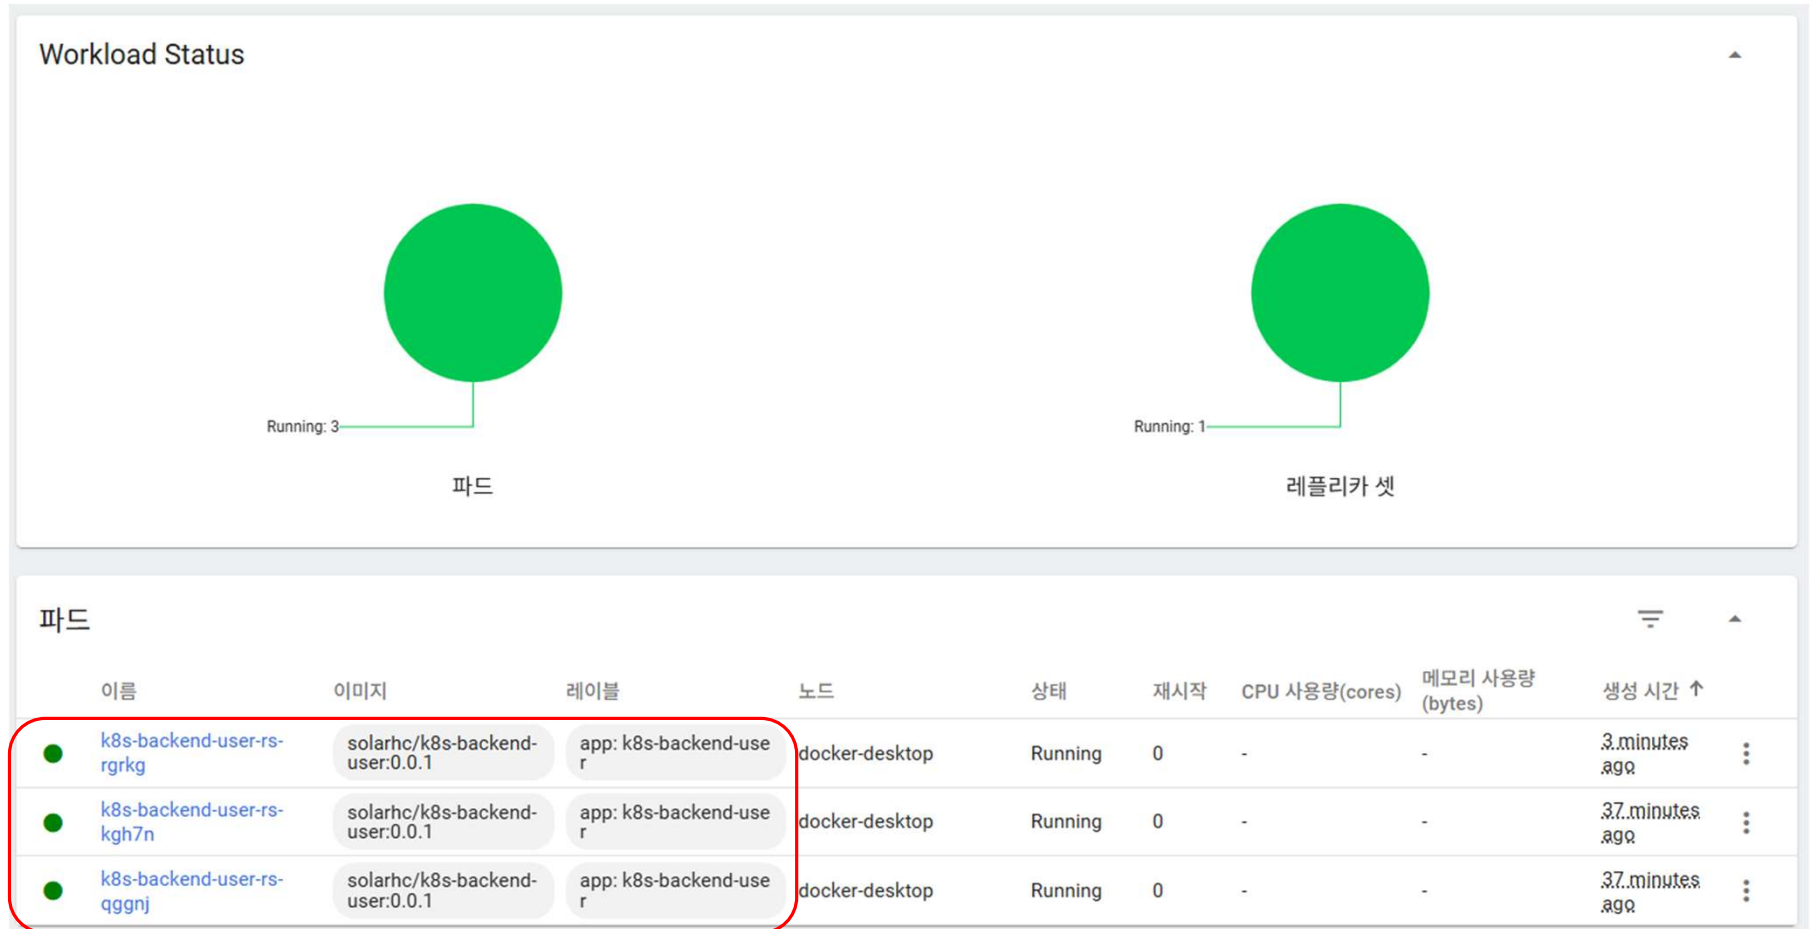 Workload Status
Running: 3
Running: 1
파드
레플리카 셋
파드
이름
이미지
레이블
노드
상태
재시작
CPU 사용량(cores)
메모리 사용량
(bytes)
생성 시간
k8s-backend-user-rs-
rgrkg
solarhc/k8s-backend-
user:0.0.1
app: k8s-backend-use
r
docker-desktop
Running
0
-
-
3 minutes
ago
k8s-backend-user-rs-
kgh7n
solarhc/k8s-backend-
user:0.0.1
app: k8s-backend-use
r
docker-desktop
Running
0
-
-
37 minutes
ago
k8s-backend-user-rs-
qggnj
solarhc/k8s-backend-
user:0.0.1
app: k8s-backend-use
r
docker-desktop
Running
0
-
-
37 minutes
ago